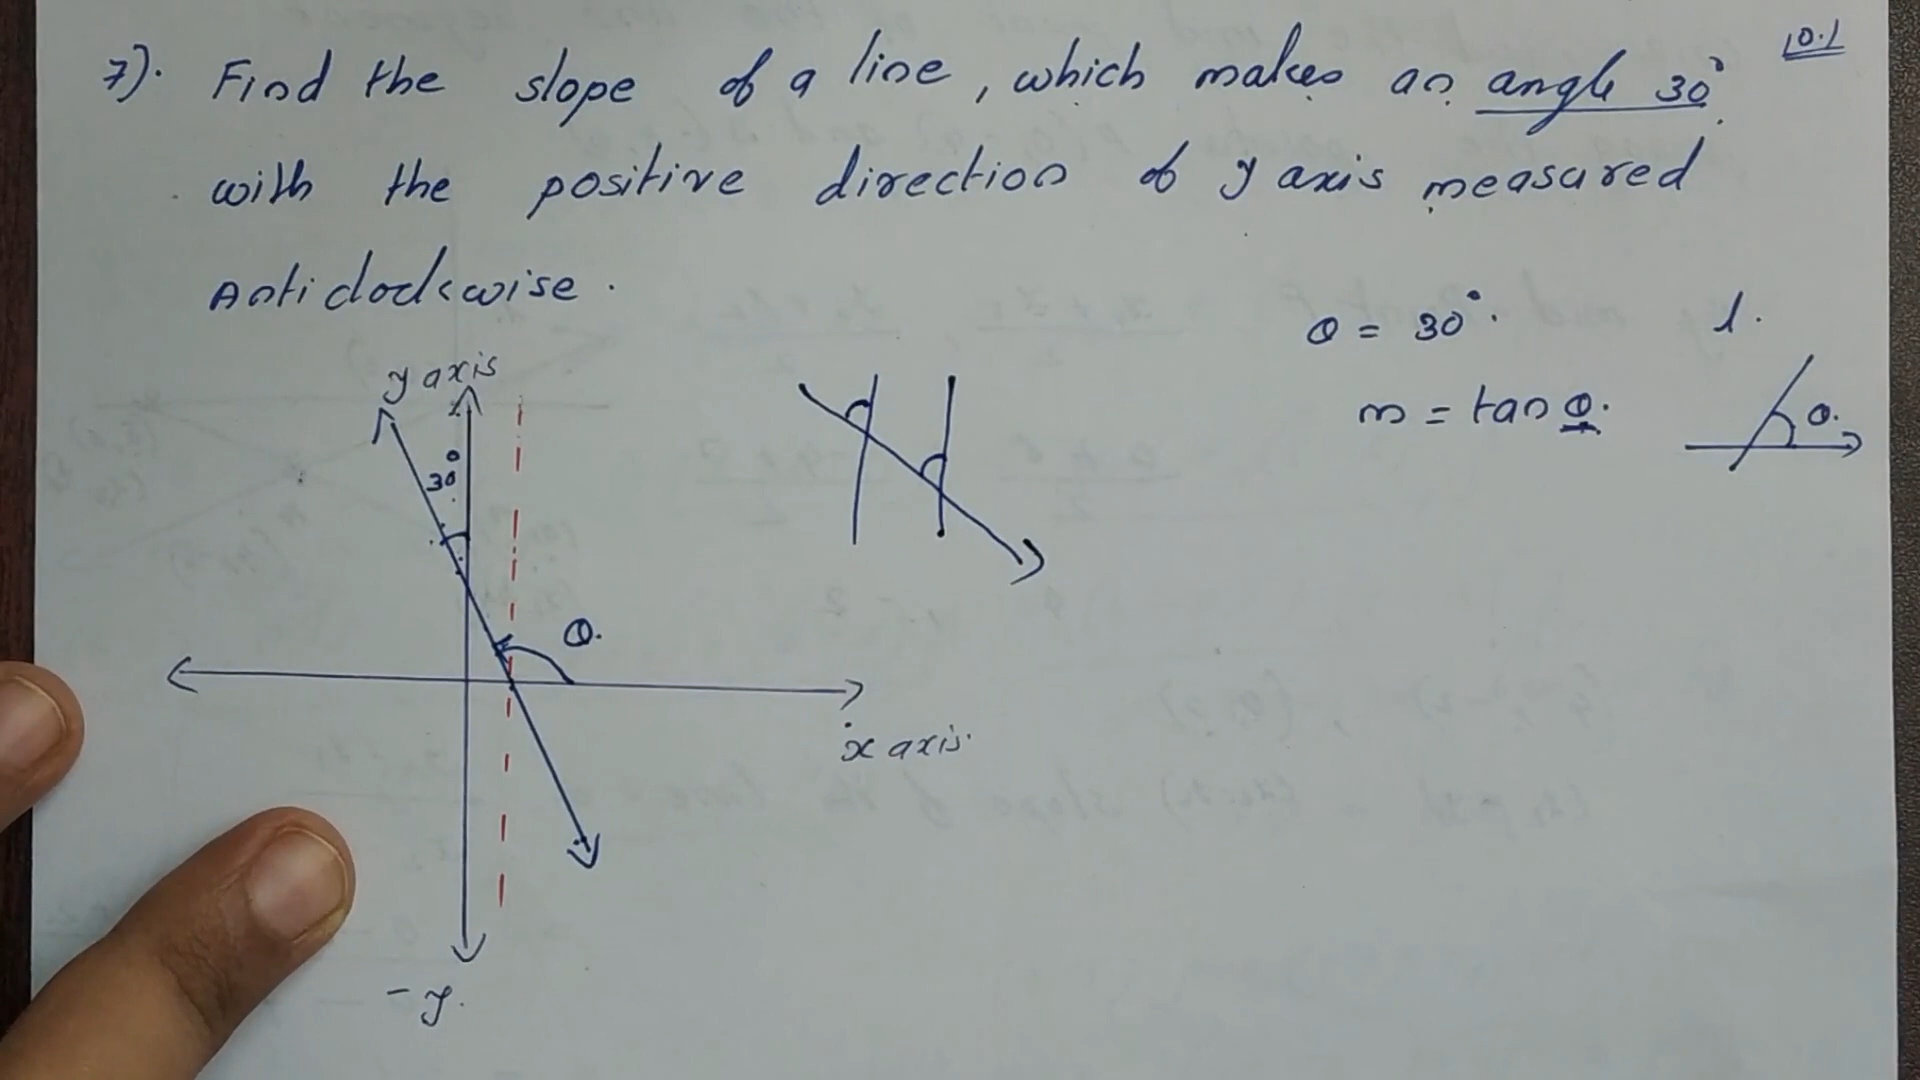 7). Find the slope of a line, which makes an angle 30° 10.1
with the positive direction of y axis measured
Anticlockwise.
θ = 30°. l.
y axis
m = tan θ. θ.
30°
θ.
x axis.
-y.